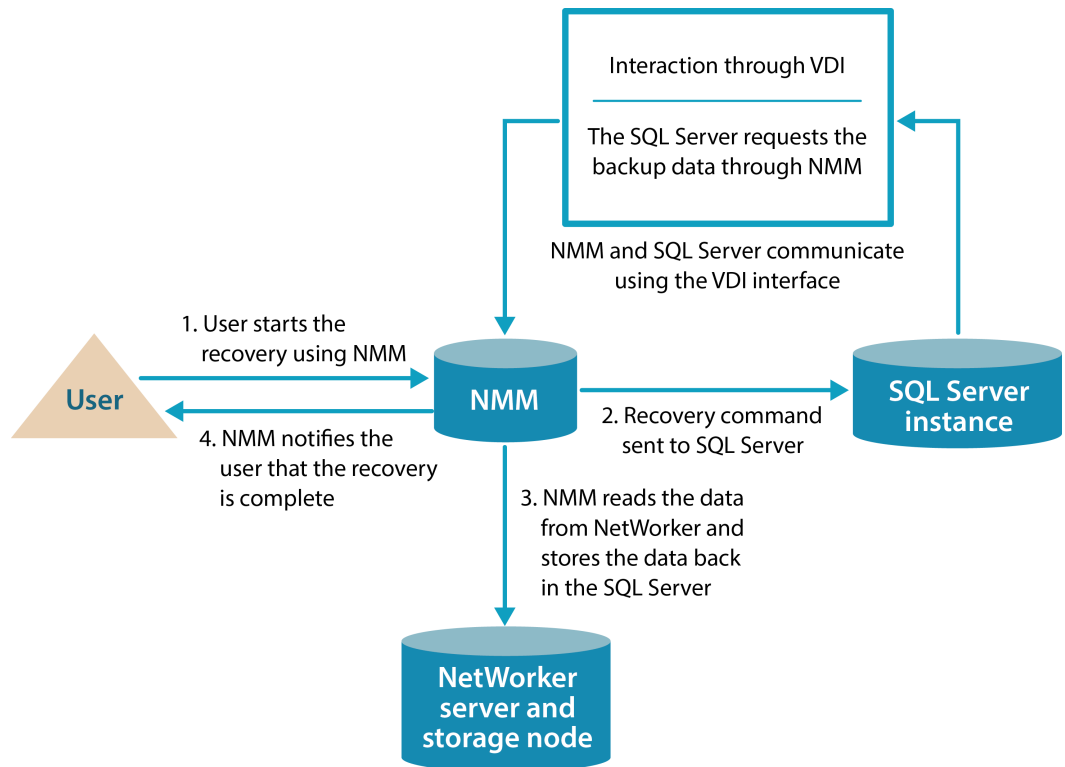 Interaction through VDI
The SQL Server requests the
backup data through NMM
NMM and SQL Server communicate
using the VDI interface
1. User starts the
recovery using NMM
User
NMM
SQL Server
instance
2. Recovery command
sent to SQL Server
4. NMM notifies the
user that the recovery
is complete
3. NMM reads the data
from NetWorker and
stores the data back
in the SQL Server
NetWorker
server and
storage node